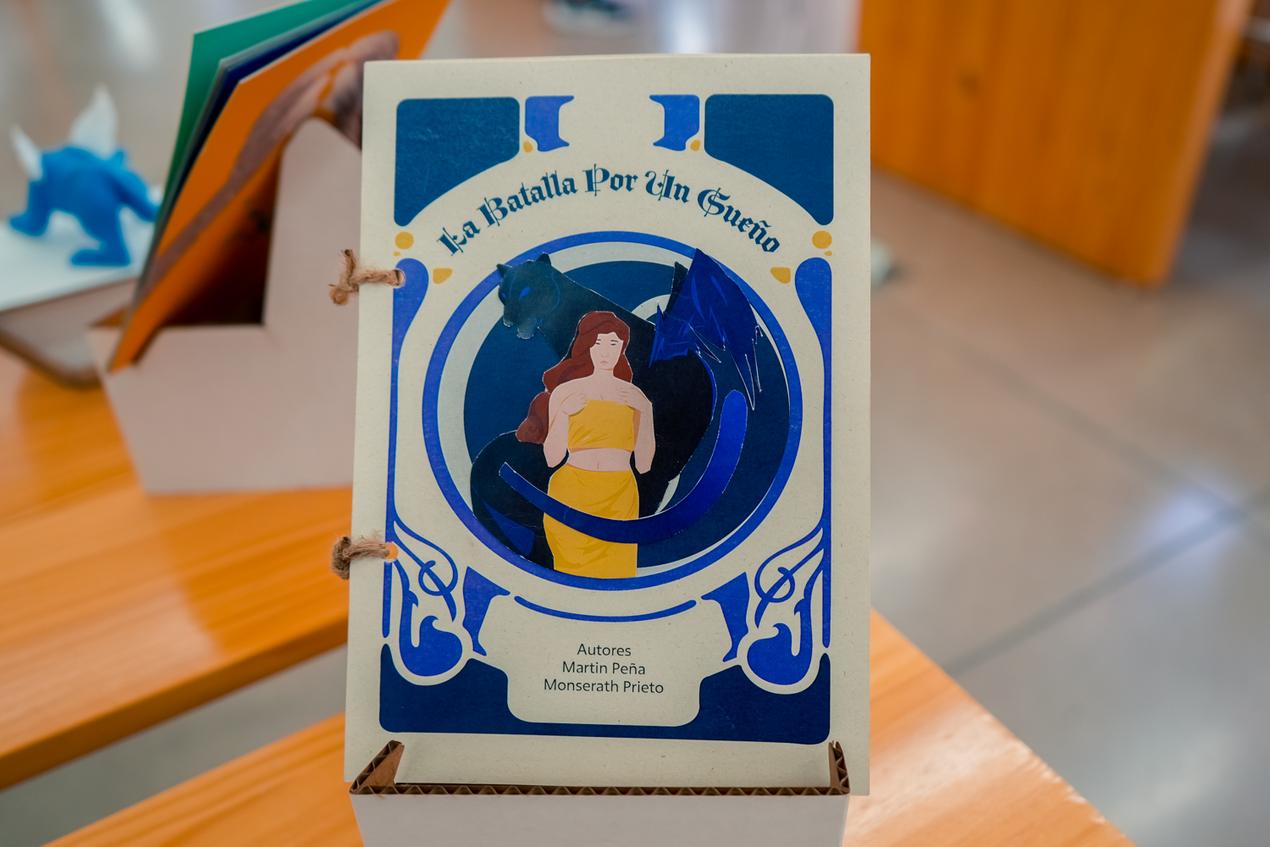 La Batalla Por Un Sueño
Autores
Martin Peña
Monserath Prieto